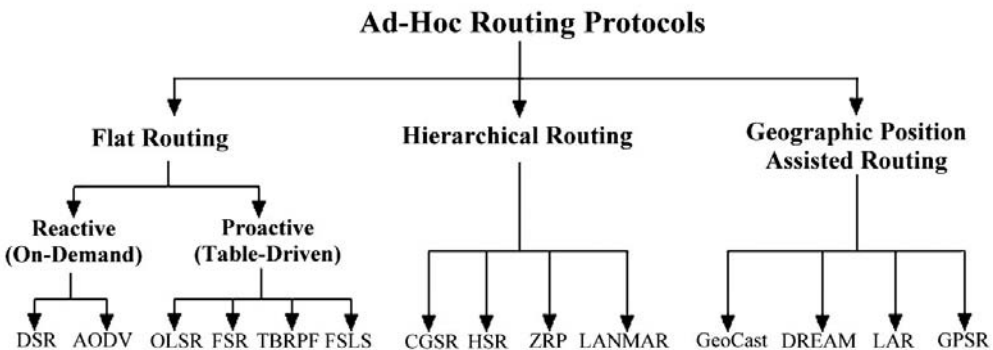 Ad-Hoc Routing Protocols
Flat Routing
Hierarchical Routing
Geographic Position
Assisted Routing
Reactive
(On-Demand)
Proactive
(Table-Driven)
DSR AODV OLSR FSR TBRPF FSLS CGSR HSR ZRP LANMAR GeoCast DREAM LAR GPSR